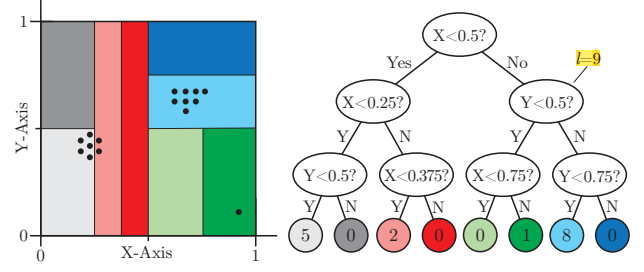 1
Y-Axis
0
0
X-Axis
1
X<0.5?
Yes
No
l=9
X<0.25?
Y<0.5?
Y
N
Y
N
Y<0.5?
X<0.375?
X<0.75?
Y<0.75?
Y
N
Y
N
Y
N
Y
N
5
0
2
0
0
1
8
0